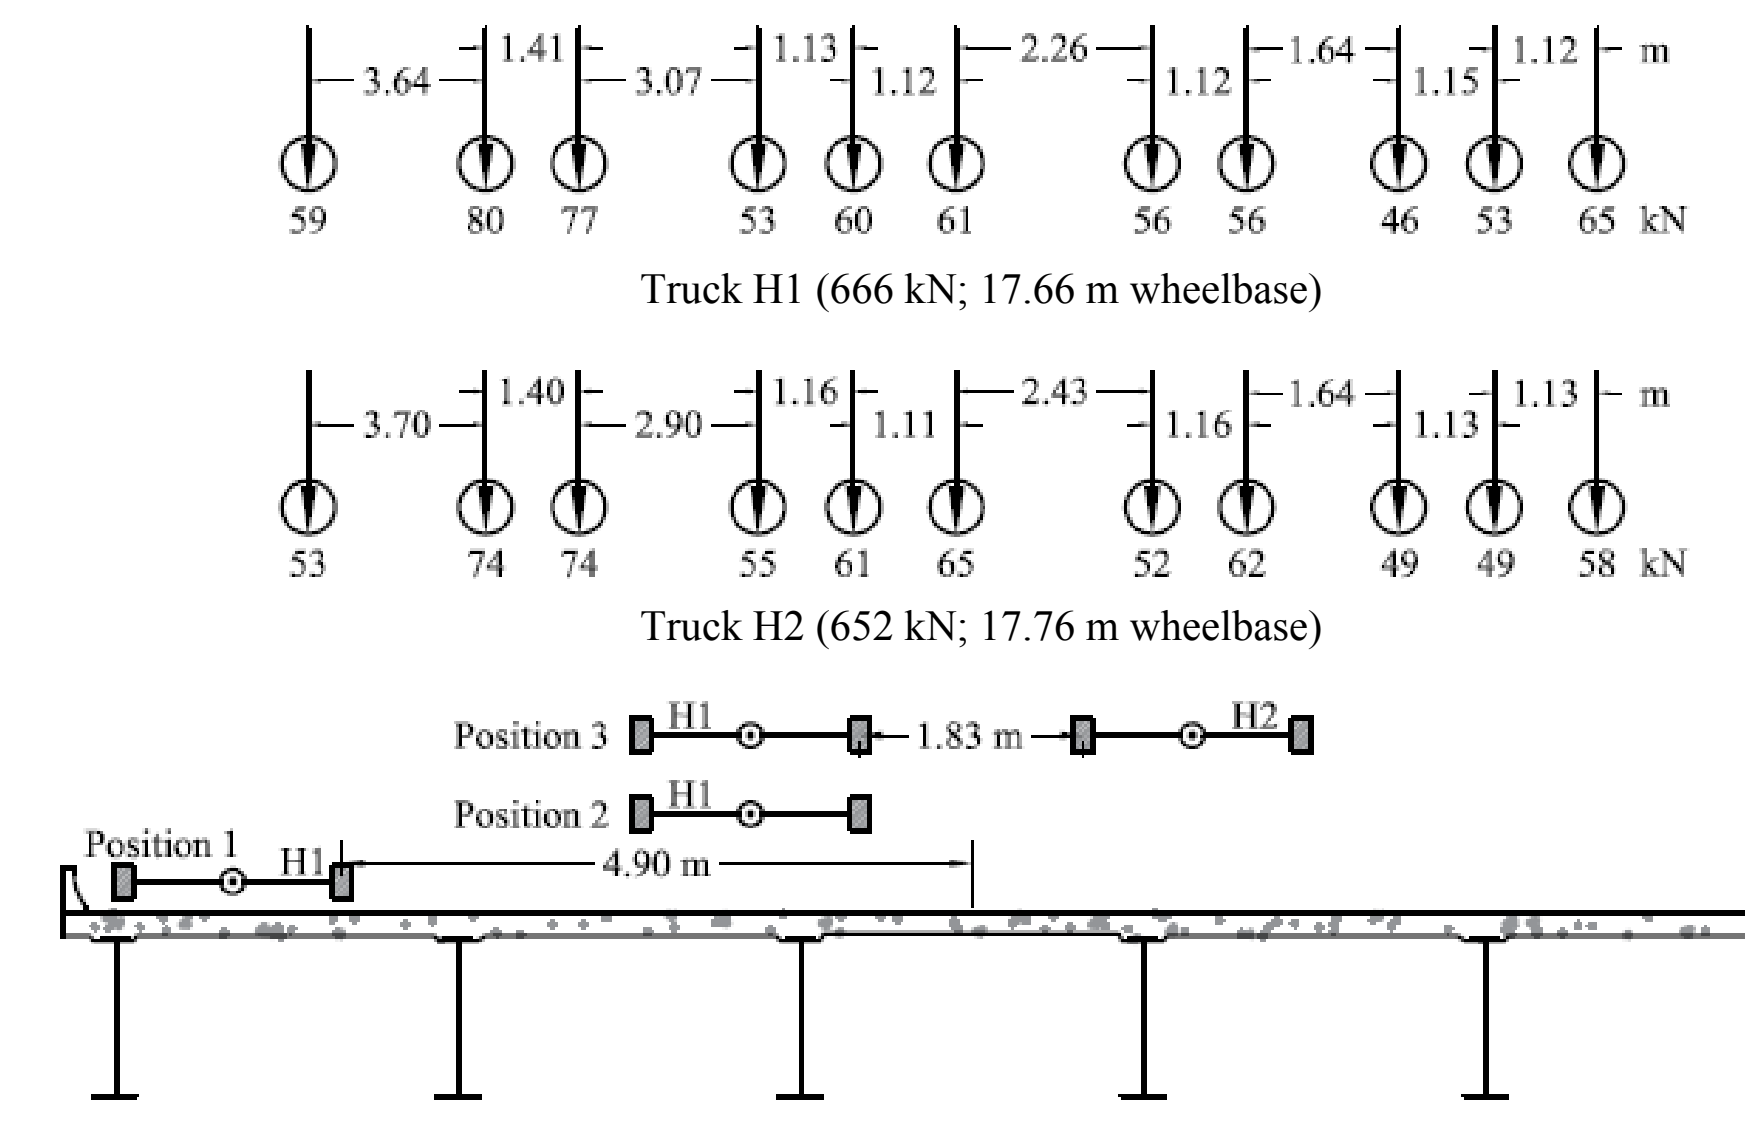 1.41 1.13 2.26 1.64 1.12 m
3.64 3.07 1.12 1.12 1.15
59 80 77 53 60 61 56 56 46 53 65 kN
Truck H1 (666 kN; 17.66 m wheelbase)
1.40 1.16 2.43 1.64 1.13 m
3.70 2.90 1.11 1.16 1.13
53 74 74 55 61 65 52 62 49 49 58 kN
Truck H2 (652 kN; 17.76 m wheelbase)
H1 H2
Position 3 1.83 m
H1
Position 2
Position 1
H1 4.90 m